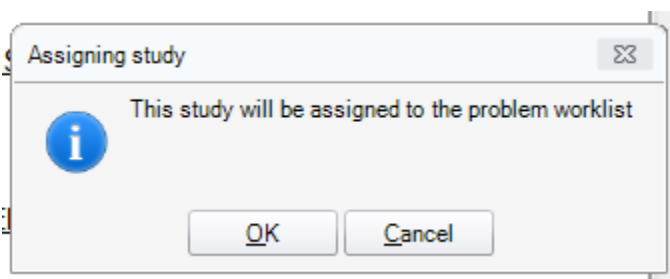 Assigning study
This study will be assigned to the problem worklist
OK
Cancel